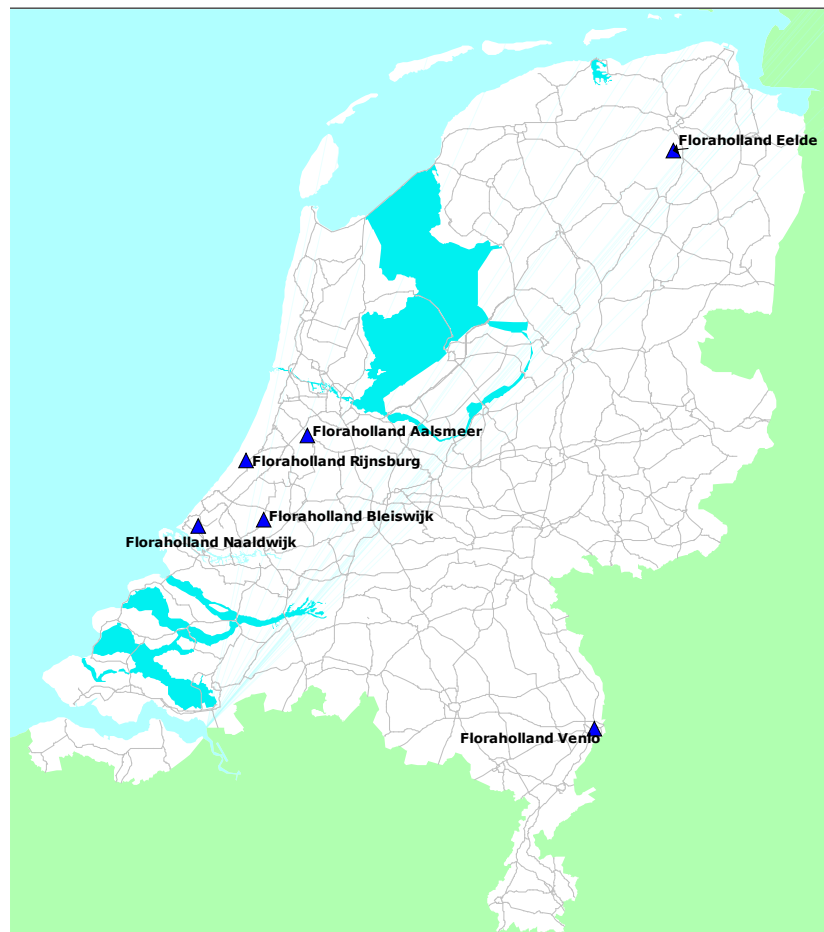 Floraholland Eelde
Floraholland Aalsmeer
Floraholland Rijnsburg
Floraholland Bleiswijk
Floraholland Naaldwijk
Floraholland Venlo